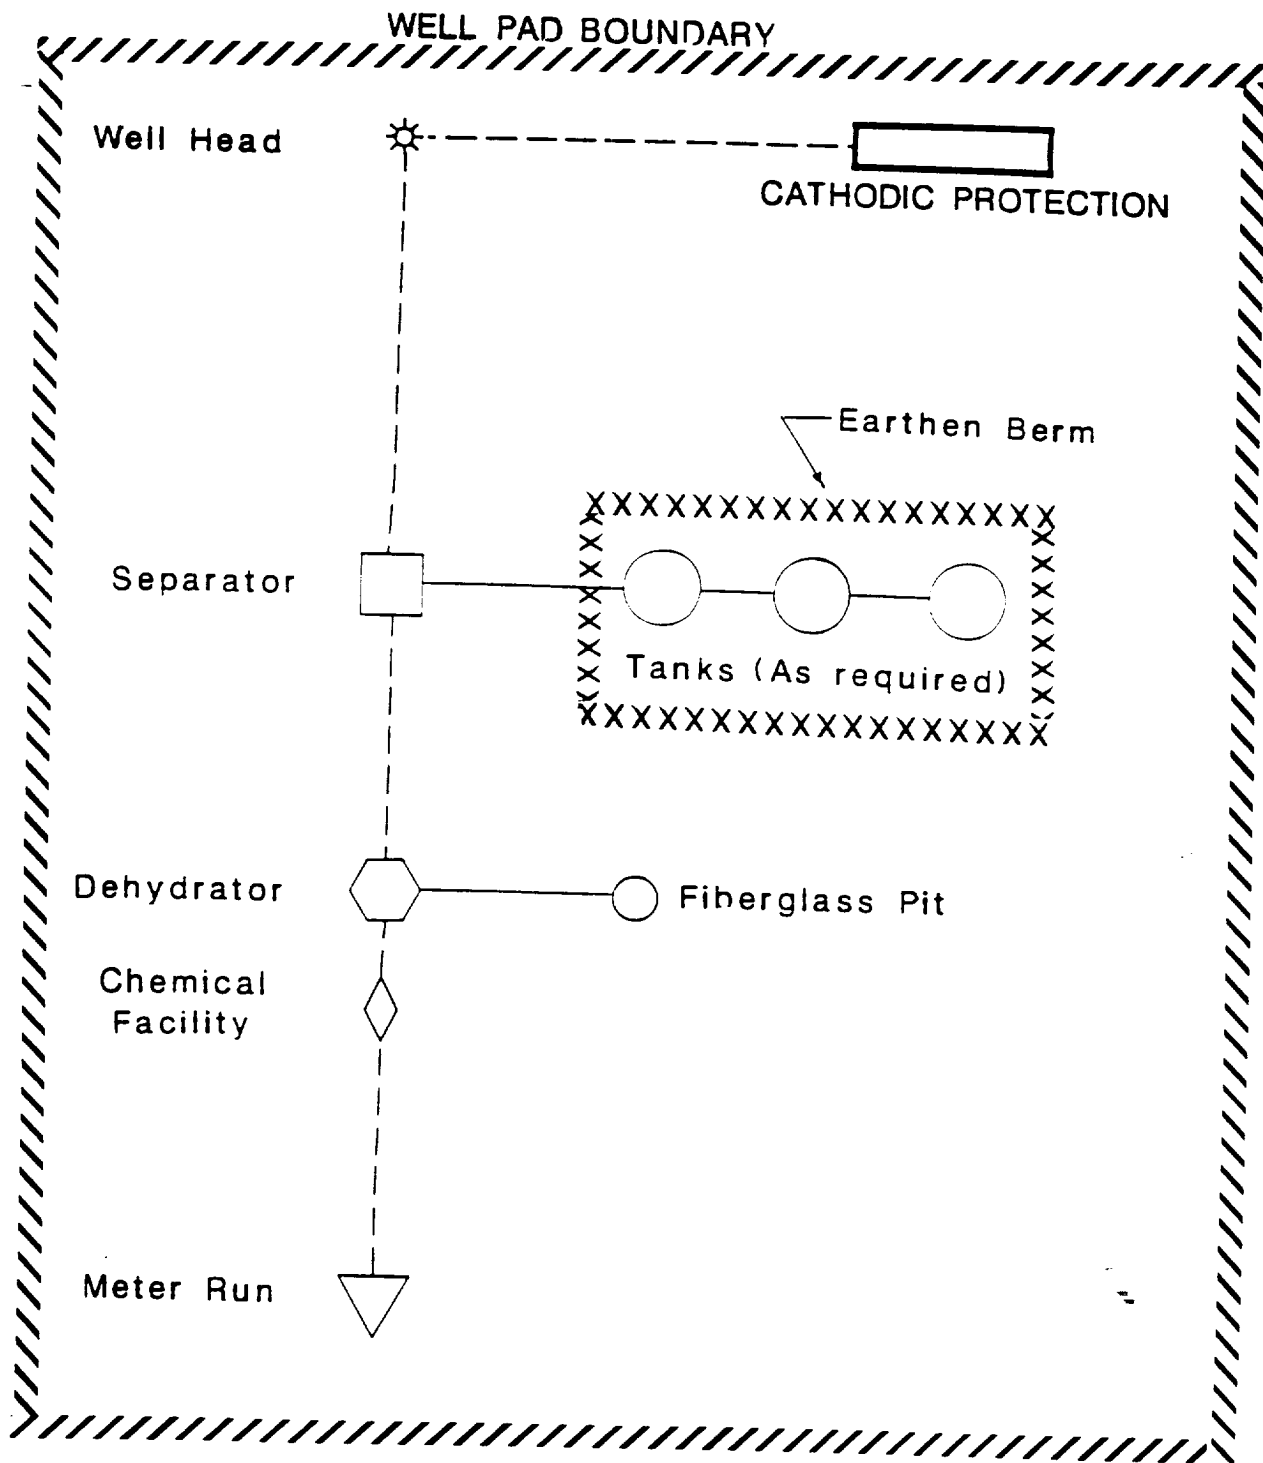 WELL PAD BOUNDARY
Well Head
CATHODIC PROTECTION
Earthen Berm
Separator
Tanks (As required)
Dehydrator
Fiberglass Pit
Chemical
Facility
Meter Run